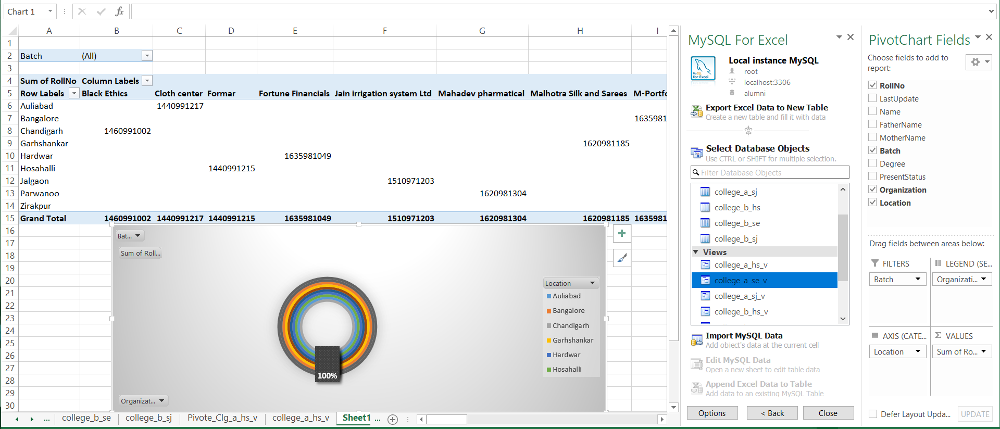 Chart 1
fx
A B C D E F G H I
1
2 Batch (All)
3
4 Sum of RollNo Column Labels
5 Row Labels Black Ethics Cloth center Formar Fortune Financials Jain irrigation system Ltd Mahadev pharmatical Malhotra Silk and Sarees M-Portfo
6 Auliabad 1440991217
7 Bangalore 1635981
8 Chandigarh 1460991002
9 Garhshankar 1620981185
10 Hardwar 1635981049
11 Hosahalli 1440991215
12 Jalgaon 1510971203
13 Parwanoo 1620981304
14 Zirakpur
15 Grand Total 1460991002 1440991217 1440991215 1635981049 1510971203 1620981304 1620981185 1635981
16
17
18
19
20
21
22
23
24
25
26
27
28
29
30
Bat...
Sum of Roll...
100%
Location
Auliabad
Bangalore
Chandigarh
Garhshankar
Hardwar
Hosahalli
Organizat...
... college_b_se college_b_sj Pivote_Clg_a_hs_v college_a_hs_v Sheet1 ...
MySQL For Excel
MySQL
for Excel
Local instance MySQL
root
localhost:3306
alumni
Export Excel Data to New Table
Create a new table and fill it with data
Select Database Objects
Use CTRL or SHIFT for multiple selection.
Filter Database Objects
college_a_sj
college_b_hs
college_b_se
college_b_sj
Views
college_a_hs_v
college_a_se_v
college_a_sj_v
college_b_hs_v
Import MySQL Data
Add object's data at the current cell
Edit MySQL Data
Open a new sheet to edit table data
Append Excel Data to Table
Add data to an existing MySQL Table
Options < Back Close
PivotChart Fields
Choose fields to add to
report:
RollNo
LastUpdate
Name
FatherName
MotherName
Batch
Degree
PresentStatus
Organization
Location
Drag fields between areas below:
FILTERS LEGEND (SE...
Batch Organizati...
AXIS (CATE... Σ VALUES
Location Sum of Ro...
Defer Layout Upda... UPDATE